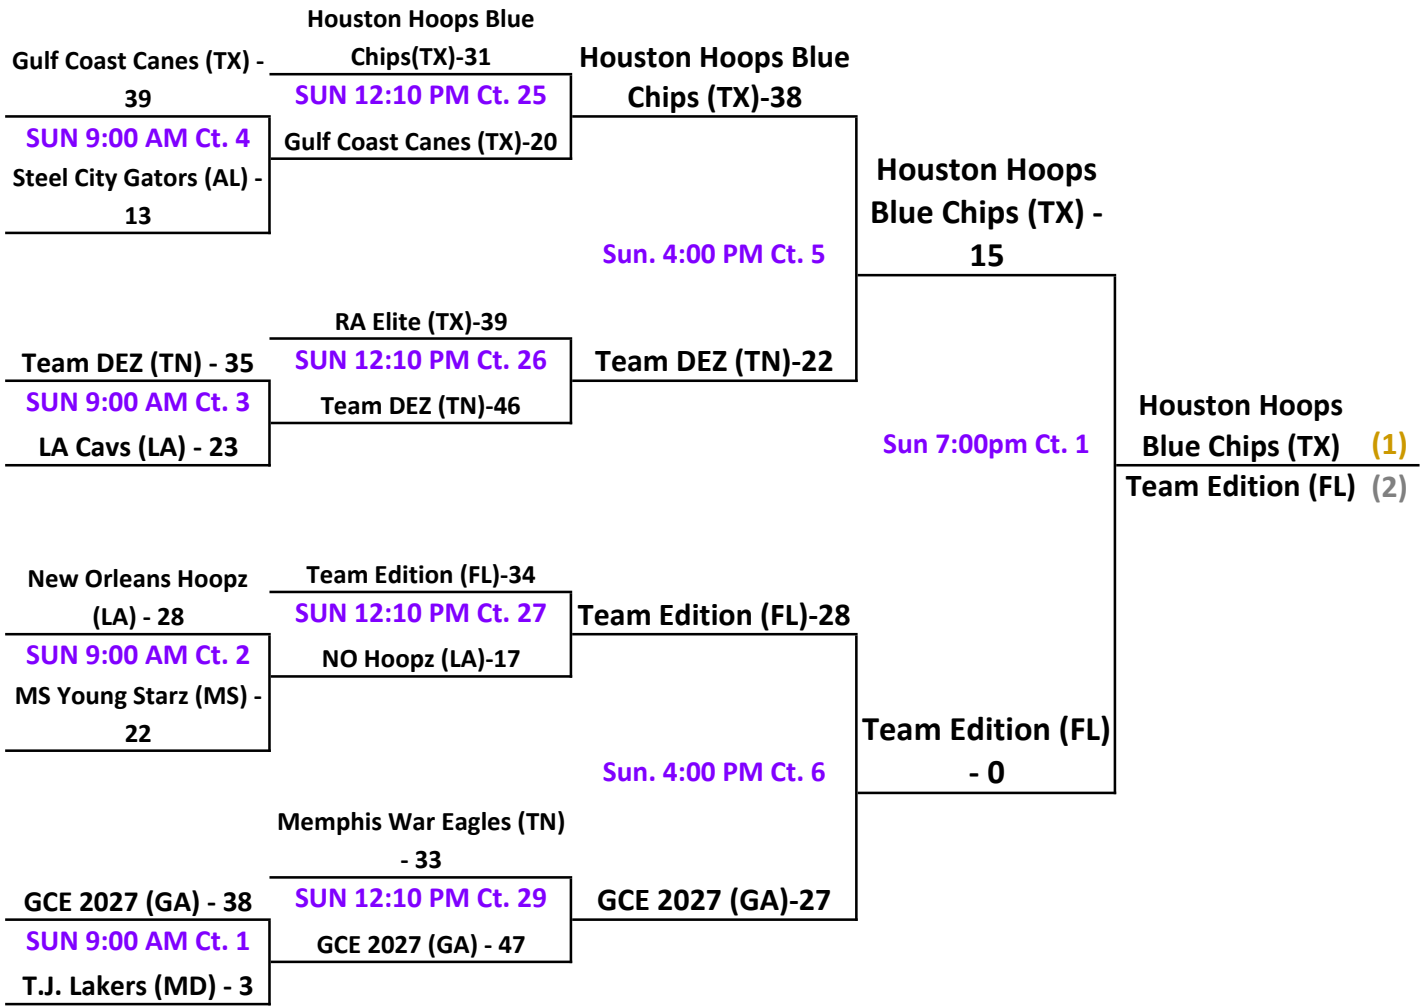 Gulf Coast Canes (TX) -
39
SUN 9:00 AM Ct. 4
Steel City Gators (AL) -
13
Team DEZ (TN) - 35
SUN 9:00 AM Ct. 3
LA Cavs (LA) - 23
New Orleans Hoopz
(LA) - 28
SUN 9:00 AM Ct. 2
MS Young Starz (MS) -
22
GCE 2027 (GA) - 38
SUN 9:00 AM Ct. 1
T.J. Lakers (MD) - 3
Houston Hoops Blue
Chips(TX)-31
SUN 12:10 PM Ct. 25
Gulf Coast Canes (TX)-20
RA Elite (TX)-39
SUN 12:10 PM Ct. 26
Team DEZ (TN)-46
Team Edition (FL)-34
SUN 12:10 PM Ct. 27
NO Hoopz (LA)-17
Memphis War Eagles (TN)
- 33
SUN 12:10 PM Ct. 29
GCE 2027 (GA) - 47
Houston Hoops Blue
Chips (TX)-38
Sun. 4:00 PM Ct. 5
Team DEZ (TN)-22
Team Edition (FL)-28
Sun. 4:00 PM Ct. 6
GCE 2027 (GA)-27
Houston Hoops
Blue Chips (TX) -
15
Sun 7:00pm Ct. 1
Team Edition (FL)
- 0
Houston Hoops
Blue Chips (TX) (1)
Team Edition (FL) (2)